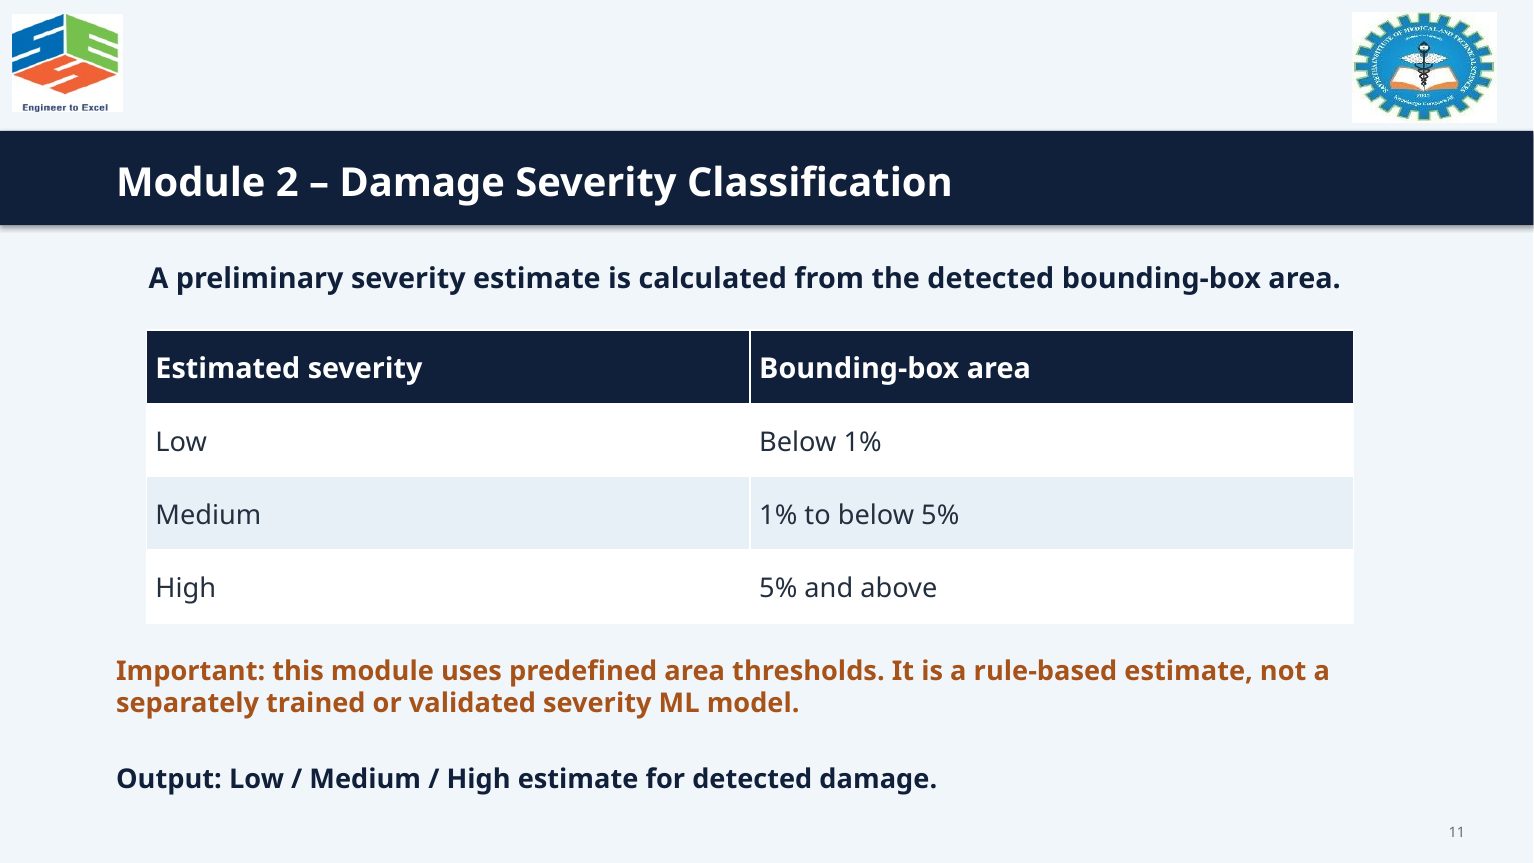 Engineer to Excel
Module 2 – Damage Severity Classification
A preliminary severity estimate is calculated from the detected bounding-box area.
Estimated severity
Bounding-box area
Low
Below 1%
Medium
1% to below 5%
High
5% and above
Important: this module uses predefined area thresholds. It is a rule-based estimate, not a
separately trained or validated severity ML model.
Output: Low / Medium / High estimate for detected damage.
11